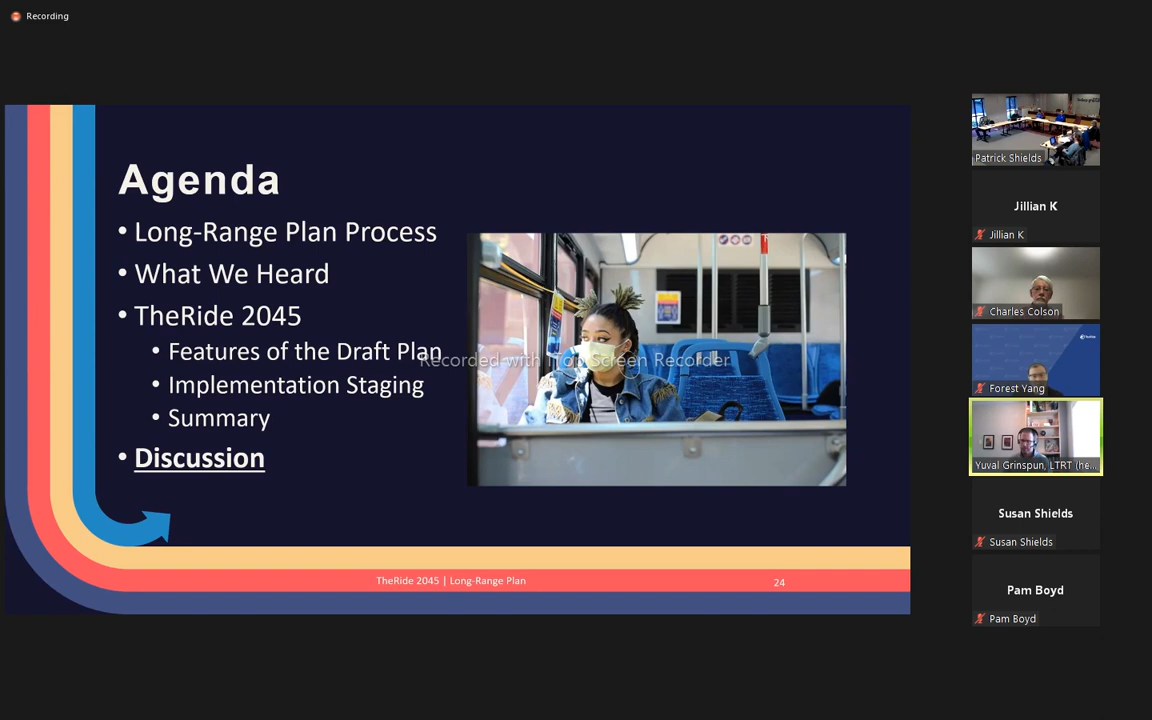 Recording
Agenda
• Long-Range Plan Process
• What We Heard
• TheRide 2045
• Features of the Draft Plan
• Implementation Staging
• Summary
• Discussion
Recorded with iTop Screen Recorder
TheRide 2045 | Long-Range Plan
24
Patrick Shields
Jillian K
Jillian K
Charles Colson
Forest Yang
Yuval Grinspun, LTRT (he...
Susan Shields
Susan Shields
Pam Boyd
Pam Boyd